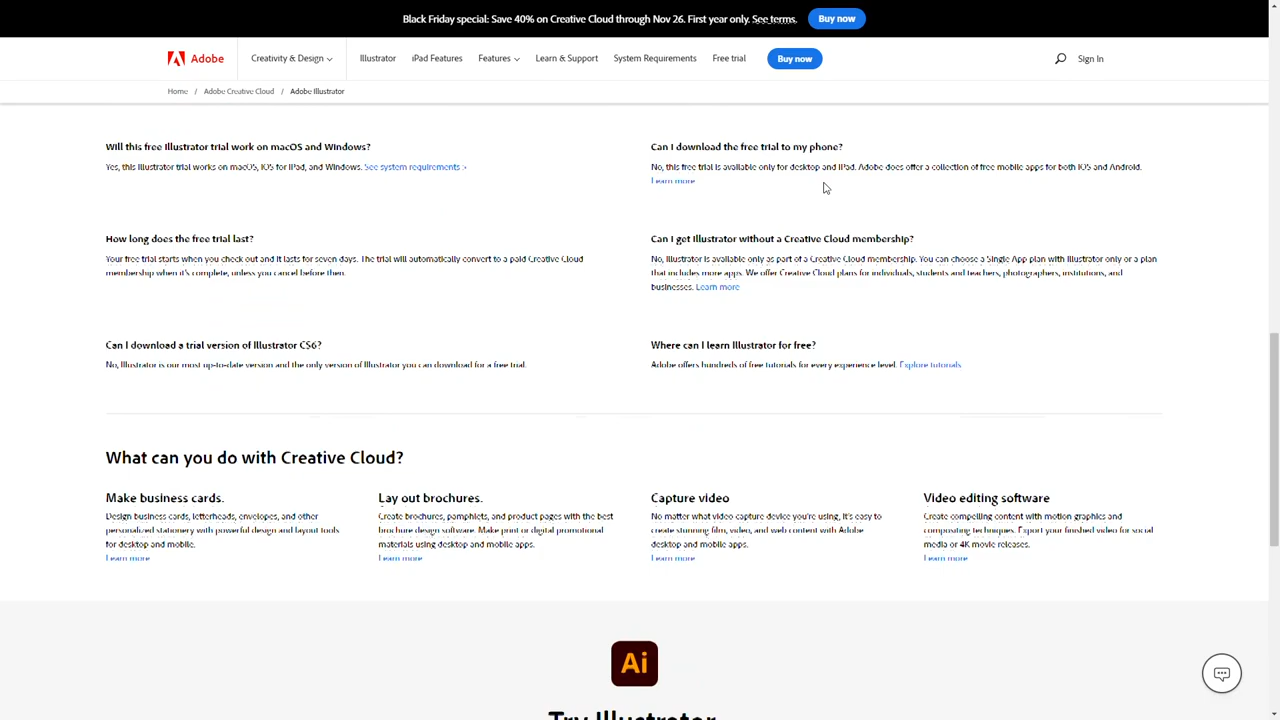 Black Friday special: Save 40% on Creative Cloud through Nov 26. First year only. See terms. Buy now
Adobe Creativity & Design Illustrator iPad Features Features Learn & Support System Requirements Free trial Buy now Sign In
Home / Adobe Creative Cloud / Adobe Illustrator
Will this free Illustrator trial work on macOS and Windows?
Yes, this Illustrator trial works on macOS, iOS for iPad, and Windows. See system requirements >
Can I download the free trial to my phone?
No, this free trial is available only for desktop and iPad. Adobe does offer a collection of free mobile apps for both iOS and Android.
Learn more
How long does the free trial last?
Your free trial starts when you check out and it lasts for seven days. The trial will automatically convert to a paid Creative Cloud
membership when it's complete, unless you cancel before then.
Can I get Illustrator without a Creative Cloud membership?
No, Illustrator is available only as part of a Creative Cloud membership. You can choose a Single App plan with Illustrator only or a plan
that includes more apps. We offer Creative Cloud plans for individuals, students and teachers, photographers, institutions, and
businesses. Learn more
Can I download a trial version of Illustrator CS6?
No, Illustrator is our most up-to-date version and the only version of Illustrator you can download for a free trial.
Where can I learn Illustrator for free?
Adobe offers hundreds of free tutorials for every experience level. Explore tutorials
What can you do with Creative Cloud?
Make business cards.
Design business cards, letterheads, envelopes, and other
personalized stationery with powerful design and layout tools
for desktop and mobile.
Learn more
Lay out brochures.
Create brochures, pamphlets, and product pages with the best
brochure design software. Make print or digital promotional
materials using desktop and mobile apps.
Learn more
Capture video
No matter what video capture device you're using, it's easy to
create stunning film, video, and web content with Adobe
desktop and mobile apps.
Learn more
Video editing software
Create compelling content with motion graphics and
compositing techniques. Export your finished video for social
media or 4K movie releases.
Learn more
Ai
Try Illustrator